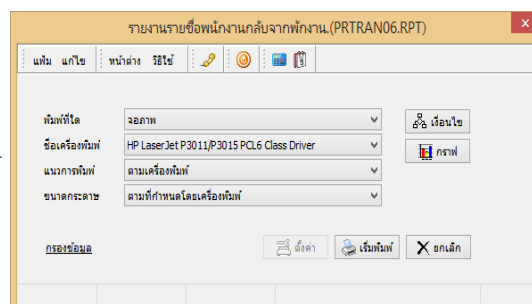 รายงานรายชื่อพนักงานกลับจากพักงาน.(PRTRAN06.RPT)
แฟ้ม แก้ไข หน้าต่าง วิธีใช้
พิมพ์ที่ใด จอภาพ เงื่อนไข
ชื่อเครื่องพิมพ์ HP LaserJet P3011/P3015 PCL6 Class Driver กราฟ
แนวการพิมพ์ ตามเครื่องพิมพ์
ขนาดกระดาษ ตามที่กำหนดโดยเครื่องพิมพ์
กรองข้อมูล ตั้งค่า เริ่มพิมพ์ ยกเลิก